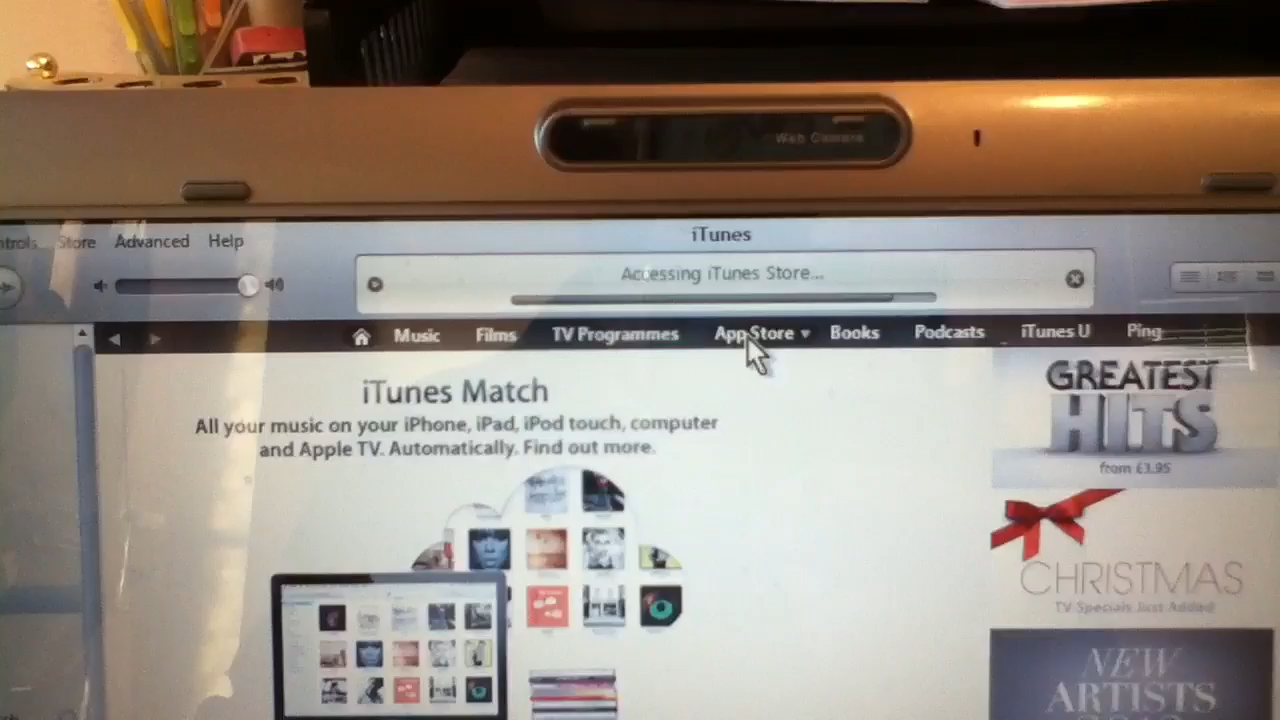 Web Camera
Store Advanced Help
iTunes
Accessing iTunes Store...
Music Films TV Programmes App Store Books Podcasts iTunes U Ping
iTunes Match
All your music on your iPhone, iPad, iPod touch, computer
and Apple TV. Automatically. Find out more.
GREATEST
HITS
from £3.95
CHRISTMAS
TV Specials Just Added
NEW
ARTISTS